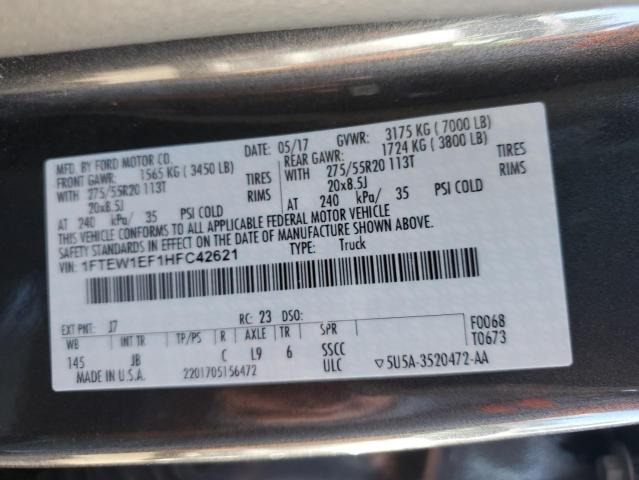 MFD. BY FORD MOTOR CO. DATE: 05/17 GVWR: 3175 KG ( 7000 LB)
FRONT GAWR: 1565 KG ( 3450 LB) REAR GAWR: 1724 KG ( 3800 LB)
WITH 275/55R20 113T TIRES WITH 275/55R20 113T TIRES
20x8.5J RIMS 20x8.5J RIMS
AT 240 kPa/ 35 PSI COLD AT 240 kPa/ 35 PSI COLD
THIS VEHICLE CONFORMS TO ALL APPLICABLE FEDERAL MOTOR VEHICLE
SAFETY STANDARDS IN EFFECT ON THE DATE OF MANUFACTURE SHOWN ABOVE.
VIN: 1FTEW1EF1HFC42621 TYPE: Truck
EXT PNT: J7 RC: 23 DSO: F0068
WB INT TR TP/PS R AXLE TR SPR T0673
145 JB C L9 6 SSCC
MADE IN U.S.A. 2201705156472 ULC ▽5U5A-3520472-AA